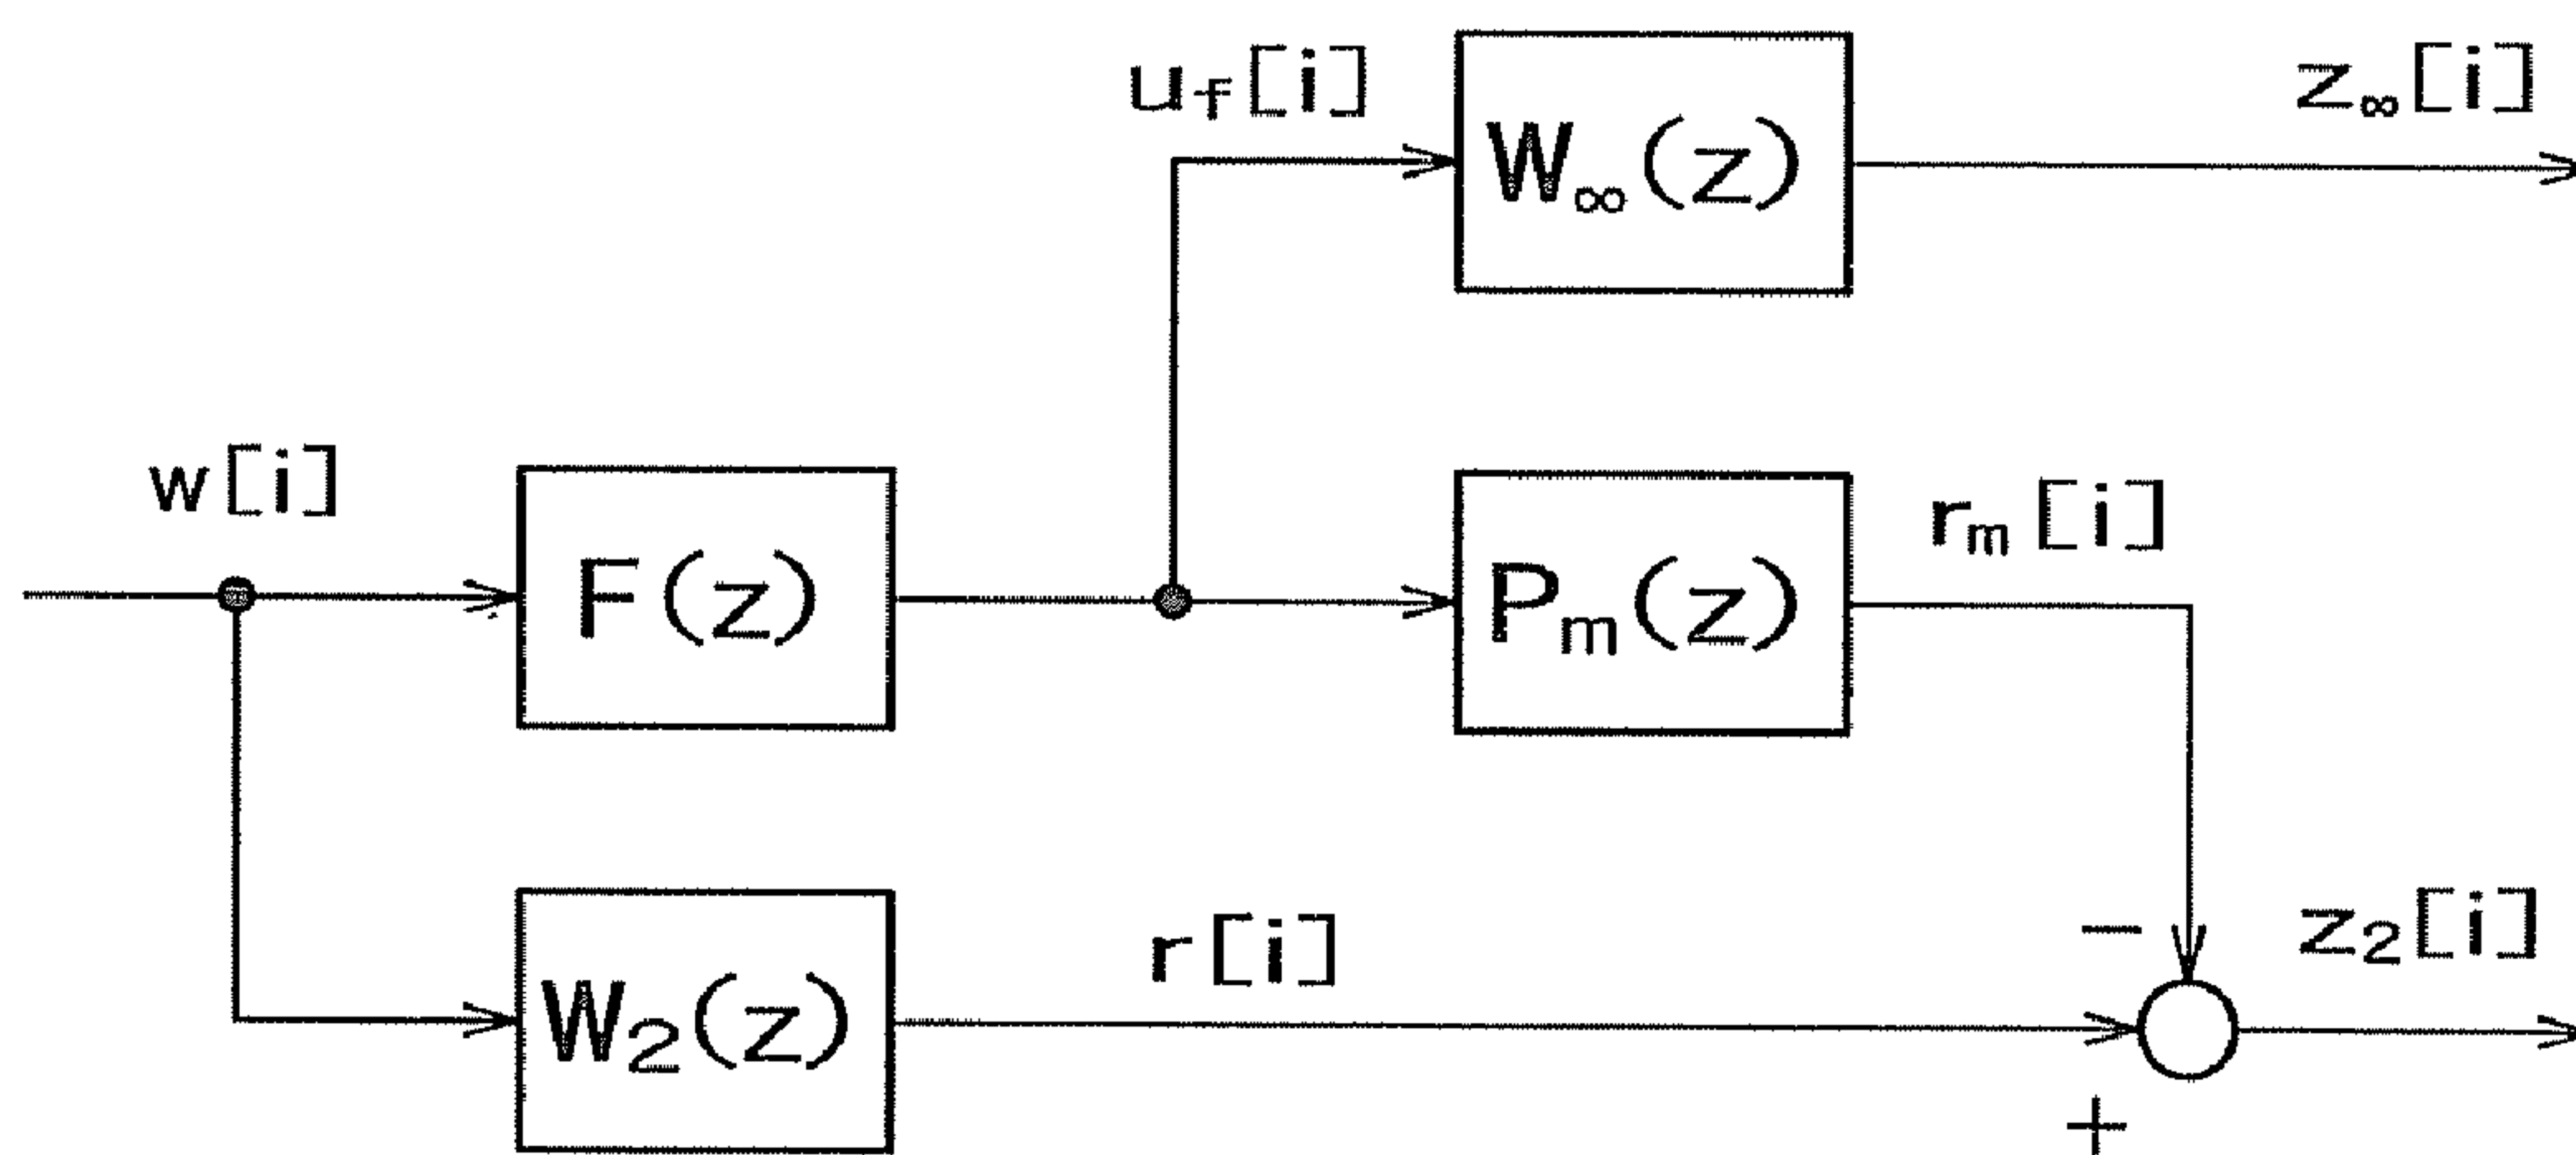 u_f[i]
W_∞(z)
z_∞[i]
w[i]
F(z)
P_m(z)
r_m[i]
W_2(z)
r[i]
−
z_2[i]
+